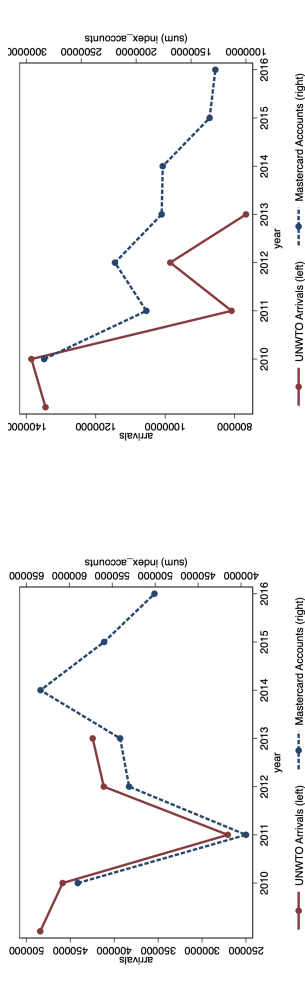 500000
450000
400000
350000
300000
250000
arrivals
650000
600000
550000
500000
450000
400000
(sum) index_accounts
2010 2011 2012 2013 2014 2015 2016
year
UNWTO Arrivals (left) Mastercard Accounts (right)
1400000
1200000
1000000
800000
arrivals
3000000
2500000
2000000
1500000
1000000
(sum) index_accounts
2010 2011 2012 2013 2014 2015 2016
year
UNWTO Arrivals (left) Mastercard Accounts (right)